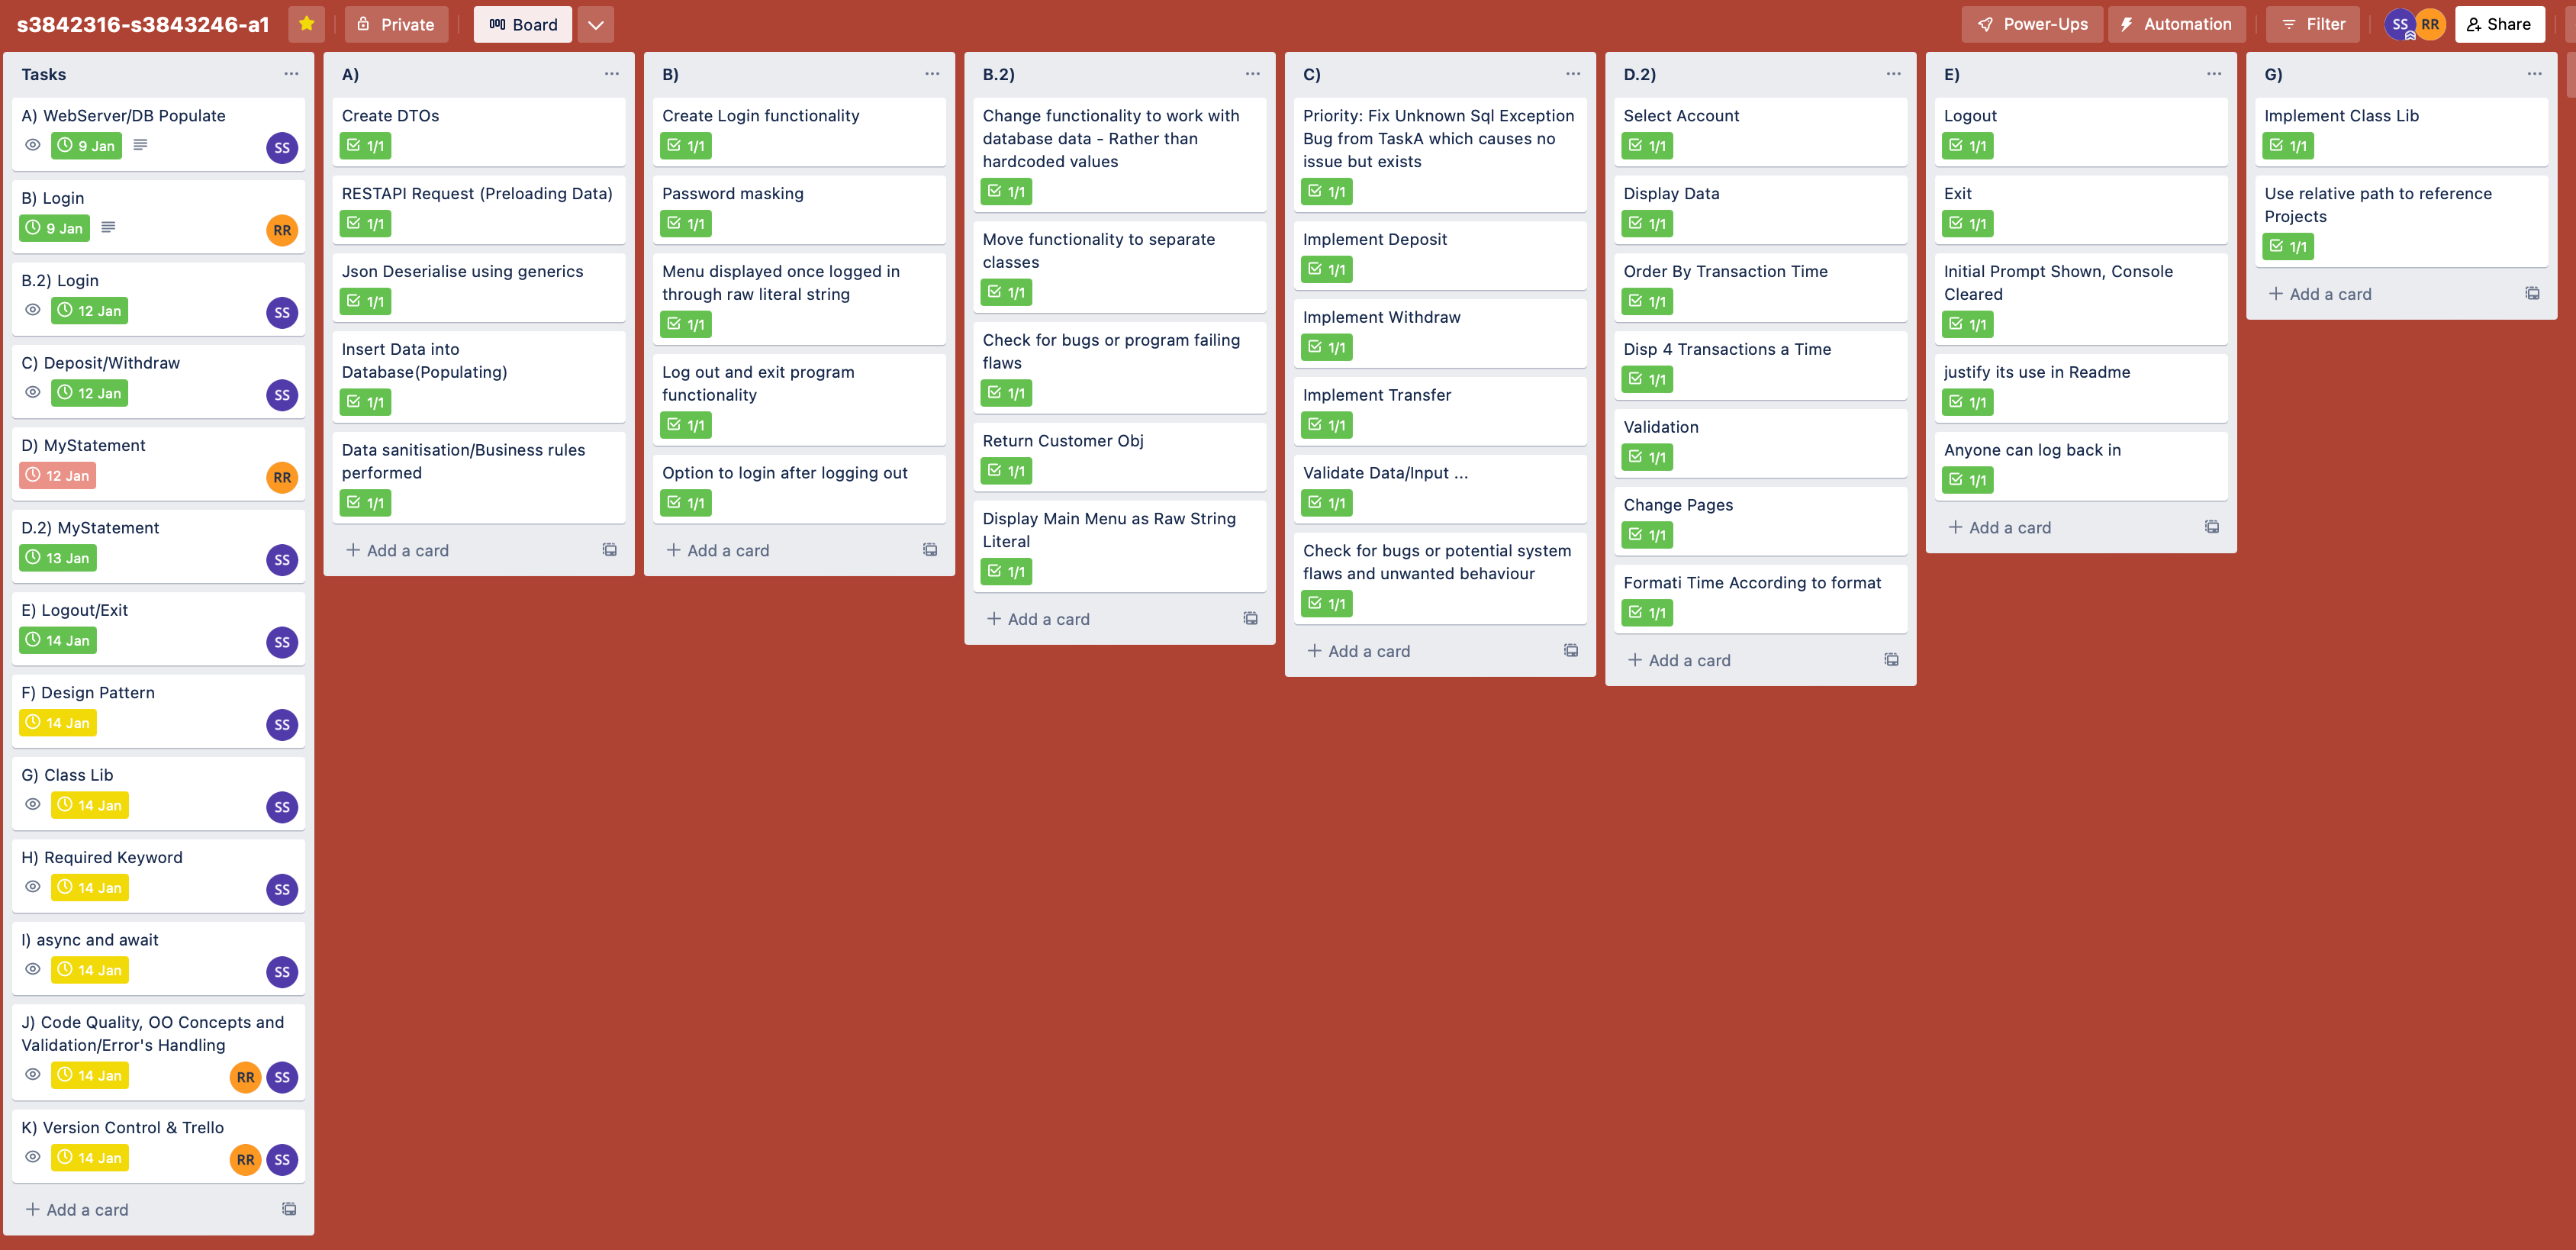 s3842316-s3843246-a1
Private
Board
Power-Ups
Automation
Filter
SS
RR
Share
Tasks
A) WebServer/DB Populate
9 Jan
SS
B) Login
9 Jan
RR
B.2) Login
12 Jan
SS
C) Deposit/Withdraw
12 Jan
SS
D) MyStatement
12 Jan
RR
D.2) MyStatement
13 Jan
SS
E) Logout/Exit
14 Jan
SS
F) Design Pattern
14 Jan
SS
G) Class Lib
14 Jan
SS
H) Required Keyword
14 Jan
SS
I) async and await
14 Jan
SS
J) Code Quality, OO Concepts and
Validation/Error's Handling
14 Jan
RR
SS
K) Version Control & Trello
14 Jan
RR
SS
+ Add a card
A)
Create DTOs
1/1
RESTAPI Request (Preloading Data)
1/1
Json Deserialise using generics
1/1
Insert Data into
Database(Populating)
1/1
Data sanitisation/Business rules
performed
1/1
+ Add a card
B)
Create Login functionality
1/1
Password masking
1/1
Menu displayed once logged in
through raw literal string
1/1
Log out and exit program
functionality
1/1
Option to login after logging out
1/1
+ Add a card
B.2)
Change functionality to work with
database data - Rather than
hardcoded values
1/1
Move functionality to separate
classes
1/1
Check for bugs or program failing
flaws
1/1
Return Customer Obj
1/1
Display Main Menu as Raw String
Literal
1/1
+ Add a card
C)
Priority: Fix Unknown Sql Exception
Bug from TaskA which causes no
issue but exists
1/1
Implement Deposit
1/1
Implement Withdraw
1/1
Implement Transfer
1/1
Validate Data/Input ...
1/1
Check for bugs or potential system
flaws and unwanted behaviour
1/1
+ Add a card
D.2)
Select Account
1/1
Display Data
1/1
Order By Transaction Time
1/1
Disp 4 Transactions a Time
1/1
Validation
1/1
Change Pages
1/1
Formati Time According to format
1/1
+ Add a card
E)
Logout
1/1
Exit
1/1
Initial Prompt Shown, Console
Cleared
1/1
justify its use in Readme
1/1
Anyone can log back in
1/1
+ Add a card
G)
Implement Class Lib
1/1
Use relative path to reference
Projects
1/1
+ Add a card